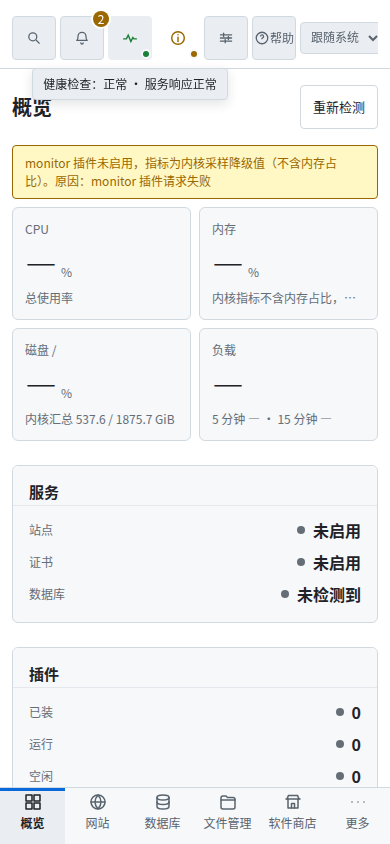 2
帮助
跟随系统
健康检查：正常 · 服务响应正常
概览
重新检测
monitor 插件未启用，指标为内核采样降级值（不含内存占
比）。原因：monitor 插件请求失败
CPU
— %
总使用率
内存
— %
内核指标不含内存占比，…
磁盘 /
— %
内核汇总 537.6 / 1875.7 GiB
负载
—
5 分钟 — · 15 分钟 —
服务
站点 未启用
证书 未启用
数据库 未检测到
插件
已装 0
运行 0
空闲 0
概览
网站
数据库
文件管理
软件商店
更多